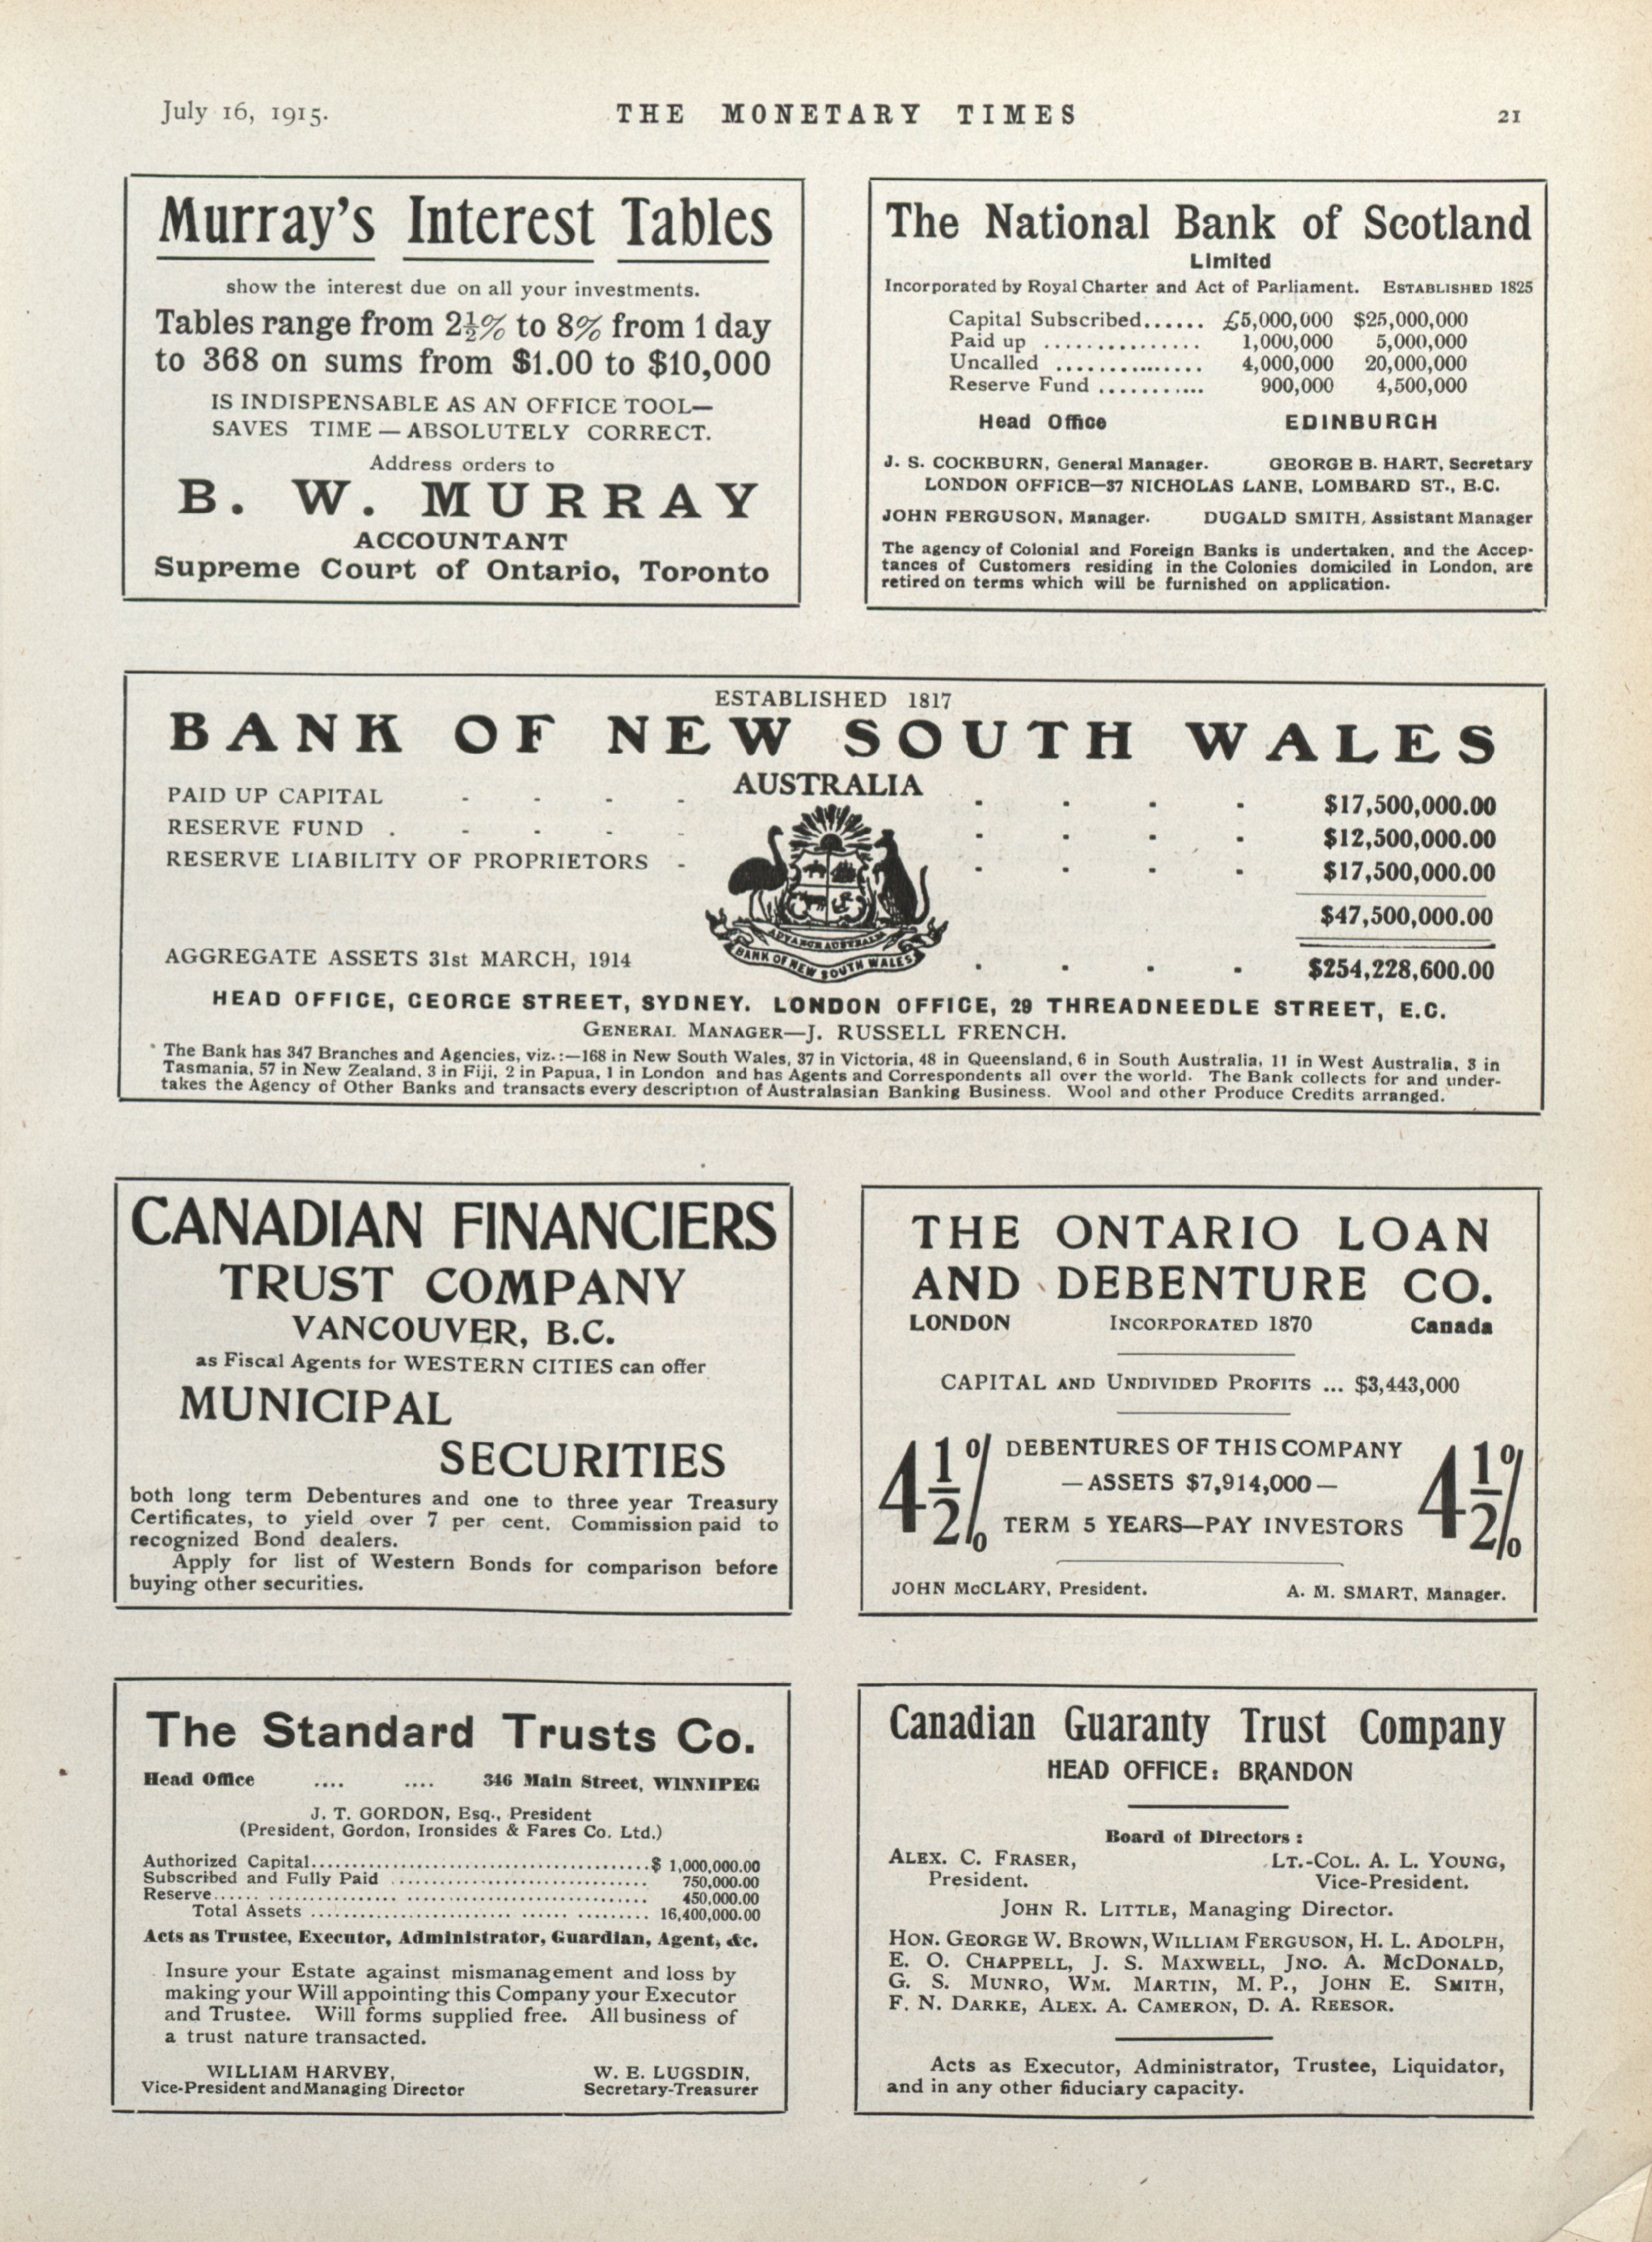 July 16, 1915.
THE MONETARY TIMES
21
Murray's Interest Tables
show the interest due on all your investments.
Tables range from 2½% to 8% from 1 day
to 368 on sums from $1.00 to $10,000
IS INDISPENSABLE AS AN OFFICE TOOL—
SAVES TIME — ABSOLUTELY CORRECT.
Address orders to
B. W. MURRAY
ACCOUNTANT
Supreme Court of Ontario, Toronto
The National Bank of Scotland
Limited
Incorporated by Royal Charter and Act of Parliament. ESTABLISHED 1825
Capital Subscribed...... £5,000,000 $25,000,000
Paid up ............... 1,000,000 5,000,000
Uncalled ............... 4,000,000 20,000,000
Reserve Fund ........... 900,000 4,500,000
Head Office EDINBURGH
J. S. COCKBURN, General Manager. GEORGE B. HART, Secretary
LONDON OFFICE—37 NICHOLAS LANE, LOMBARD ST., E.C.
JOHN FERGUSON, Manager. DUGALD SMITH, Assistant Manager
The agency of Colonial and Foreign Banks is undertaken, and the Accep-
tances of Customers residing in the Colonies domiciled in London, are
retired on terms which will be furnished on application.
ESTABLISHED 1817
BANK OF NEW SOUTH WALES
AUSTRALIA
PAID UP CAPITAL - - - - . . . . $17,500,000.00
RESERVE FUND . - - - - . . . . $12,500,000.00
RESERVE LIABILITY OF PROPRIETORS - . . . . $17,500,000.00
$47,500,000.00
ADVANCE AUSTRALIA
BANK OF NEW SOUTH WALES
AGGREGATE ASSETS 31st MARCH, 1914 . . . . $254,228,600.00
HEAD OFFICE, GEORGE STREET, SYDNEY. LONDON OFFICE, 29 THREADNEEDLE STREET, E.C.
GENERAL MANAGER—J. RUSSELL FRENCH.
The Bank has 347 Branches and Agencies, viz.:—168 in New South Wales, 37 in Victoria, 48 in Queensland, 6 in South Australia, 11 in West Australia, 3 in
Tasmania, 57 in New Zealand, 3 in Fiji, 2 in Papua, 1 in London and has Agents and Correspondents all over the world. The Bank collects for and under-
takes the Agency of Other Banks and transacts every description of Australasian Banking Business. Wool and other Produce Credits arranged.
CANADIAN FINANCIERS
TRUST COMPANY
VANCOUVER, B.C.
as Fiscal Agents for WESTERN CITIES can offer
MUNICIPAL
SECURITIES
both long term Debentures and one to three year Treasury
Certificates, to yield over 7 per cent. Commission paid to
recognized Bond dealers.
Apply for list of Western Bonds for comparison before
buying other securities.
THE ONTARIO LOAN
AND DEBENTURE CO.
LONDON INCORPORATED 1870 Canada
CAPITAL AND UNDIVIDED PROFITS ... $3,443,000
4½% DEBENTURES OF THIS COMPANY 4½%
— ASSETS $7,914,000 —
TERM 5 YEARS—PAY INVESTORS
JOHN McCLARY, President. A. M. SMART, Manager.
The Standard Trusts Co.
Head Office .... .... 346 Main Street, WINNIPEG
J. T. GORDON, Esq., President
(President, Gordon, Ironsides & Fares Co. Ltd.)
Authorized Capital.............................................$ 1,000,000.00
Subscribed and Fully Paid .................................. 750,000.00
Reserve...... ................. .................................. 450,000.00
Total Assets .......................... ...... ......... 16,400,000.00
Acts as Trustee, Executor, Administrator, Guardian, Agent, &c.
Insure your Estate against mismanagement and loss by
making your Will appointing this Company your Executor
and Trustee. Will forms supplied free. All business of
a trust nature transacted.
WILLIAM HARVEY, W. E. LUGSDIN,
Vice-President and Managing Director Secretary-Treasurer
Canadian Guaranty Trust Company
HEAD OFFICE: BRANDON
Board of Directors :
ALEX. C. FRASER, LT.-COL. A. L. YOUNG,
President. Vice-President.
JOHN R. LITTLE, Managing Director.
HON. GEORGE W. BROWN, WILLIAM FERGUSON, H. L. ADOLPH,
E. O. CHAPPELL, J. S. MAXWELL, JNO. A. McDONALD,
G. S. MUNRO, WM. MARTIN, M. P., JOHN E. SMITH,
F. N. DARKE, ALEX. A. CAMERON, D. A. REESOR.
Acts as Executor, Administrator, Trustee, Liquidator,
and in any other fiduciary capacity.